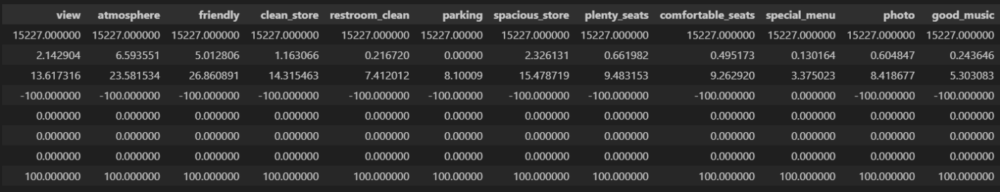 view atmosphere friendly clean_store restroom_clean parking spacious_store plenty_seats comfortable_seats special_menu photo good_music
15227.000000 15227.000000 15227.000000 15227.000000 15227.000000 15227.00000 15227.000000 15227.000000 15227.000000 15227.000000 15227.000000 15227.000000
2.142904 6.593551 5.012806 1.163066 0.216720 0.00000 2.326131 0.661982 0.495173 0.130164 0.604847 0.243646
13.617316 23.581534 26.860891 14.315463 7.412012 8.10009 15.478719 9.483153 9.262920 3.375023 8.418677 5.303083
-100.000000 -100.000000 -100.000000 -100.000000 -100.000000 -100.00000 -100.000000 -100.000000 -100.000000 0.000000 -100.000000 -100.000000
0.000000 0.000000 0.000000 0.000000 0.000000 0.00000 0.000000 0.000000 0.000000 0.000000 0.000000 0.000000
0.000000 0.000000 0.000000 0.000000 0.000000 0.00000 0.000000 0.000000 0.000000 0.000000 0.000000 0.000000
0.000000 0.000000 0.000000 0.000000 0.000000 0.00000 0.000000 0.000000 0.000000 0.000000 0.000000 0.000000
100.000000 100.000000 100.000000 100.000000 100.000000 100.00000 100.000000 100.000000 100.000000 100.000000 100.000000 100.000000